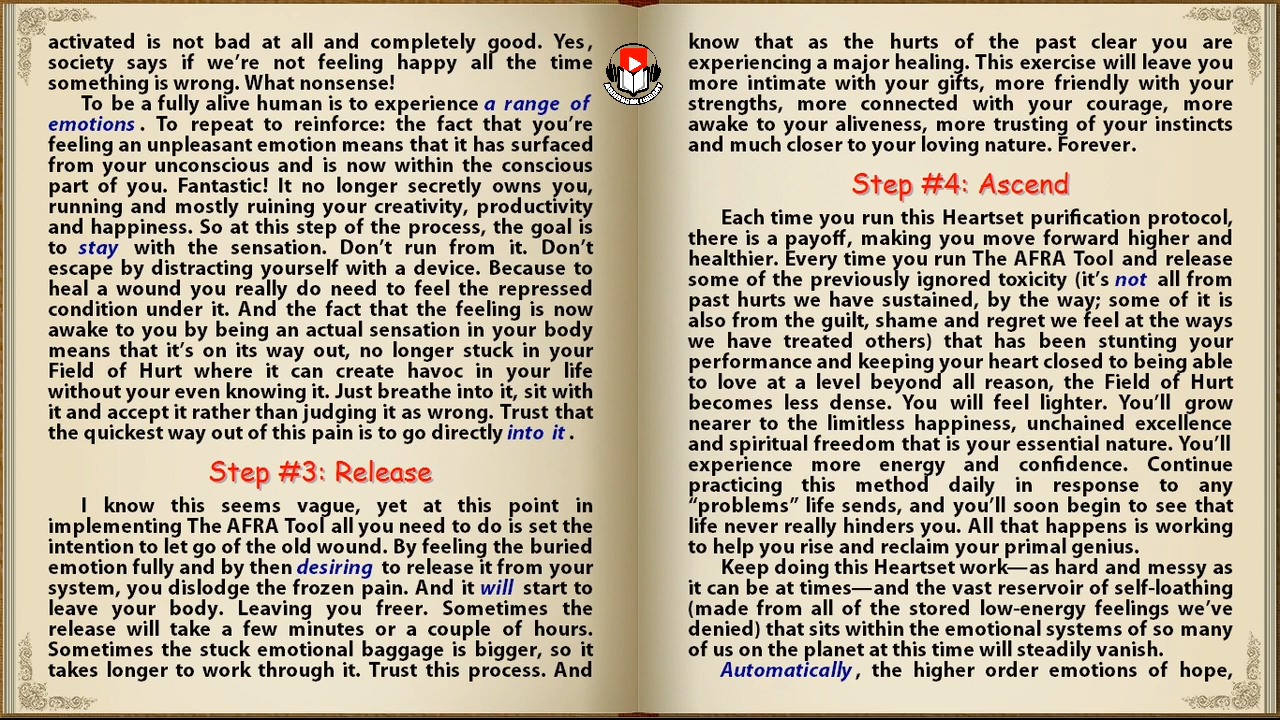 activated is not bad at all and completely good. Yes,
society says if we're not feeling happy all the time
something is wrong. What nonsense!
To be a fully alive human is to experience a range of
emotions. To repeat to reinforce: the fact that you're
feeling an unpleasant emotion means that it has surfaced
from your unconscious and is now within the conscious
part of you. Fantastic! It no longer secretly owns you,
running and mostly ruining your creativity, productivity
and happiness. So at this step of the process, the goal is
to stay with the sensation. Don't run from it. Don't
escape by distracting yourself with a device. Because to
heal a wound you really do need to feel the repressed
condition under it. And the fact that the feeling is now
awake to you by being an actual sensation in your body
means that it's on its way out, no longer stuck in your
Field of Hurt where it can create havoc in your life
without your even knowing it. Just breathe into it, sit with
it and accept it rather than judging it as wrong. Trust that
the quickest way out of this pain is to go directly into it.
Step #3: Release
I know this seems vague, yet at this point in
implementing The AFRA Tool all you need to do is set the
intention to let go of the old wound. By feeling the buried
emotion fully and by then desiring to release it from your
system, you dislodge the frozen pain. And it will start to
leave your body. Leaving you freer. Sometimes the
release will take a few minutes or a couple of hours.
Sometimes the stuck emotional baggage is bigger, so it
takes longer to work through it. Trust this process. And
know that as the hurts of the past clear you are
experiencing a major healing. This exercise will leave you
more intimate with your gifts, more friendly with your
strengths, more connected with your courage, more
awake to your aliveness, more trusting of your instincts
and much closer to your loving nature. Forever.
Step #4: Ascend
Each time you run this Heartset purification protocol,
there is a payoff, making you move forward higher and
healthier. Every time you run The AFRA Tool and release
some of the previously ignored toxicity (it's not all from
past hurts we have sustained, by the way; some of it is
also from the guilt, shame and regret we feel at the ways
we have treated others) that has been stunting your
performance and keeping your heart closed to being able
to love at a level beyond all reason, the Field of Hurt
becomes less dense. You will feel lighter. You'll grow
nearer to the limitless happiness, unchained excellence
and spiritual freedom that is your essential nature. You'll
experience more energy and confidence. Continue
practicing this method daily in response to any
“problems” life sends, and you'll soon begin to see that
life never really hinders you. All that happens is working
to help you rise and reclaim your primal genius.
Keep doing this Heartset work—as hard and messy as
it can be at times—and the vast reservoir of self-loathing
(made from all of the stored low-energy feelings we've
denied) that sits within the emotional systems of so many
of us on the planet at this time will steadily vanish.
Automatically, the higher order emotions of hope,